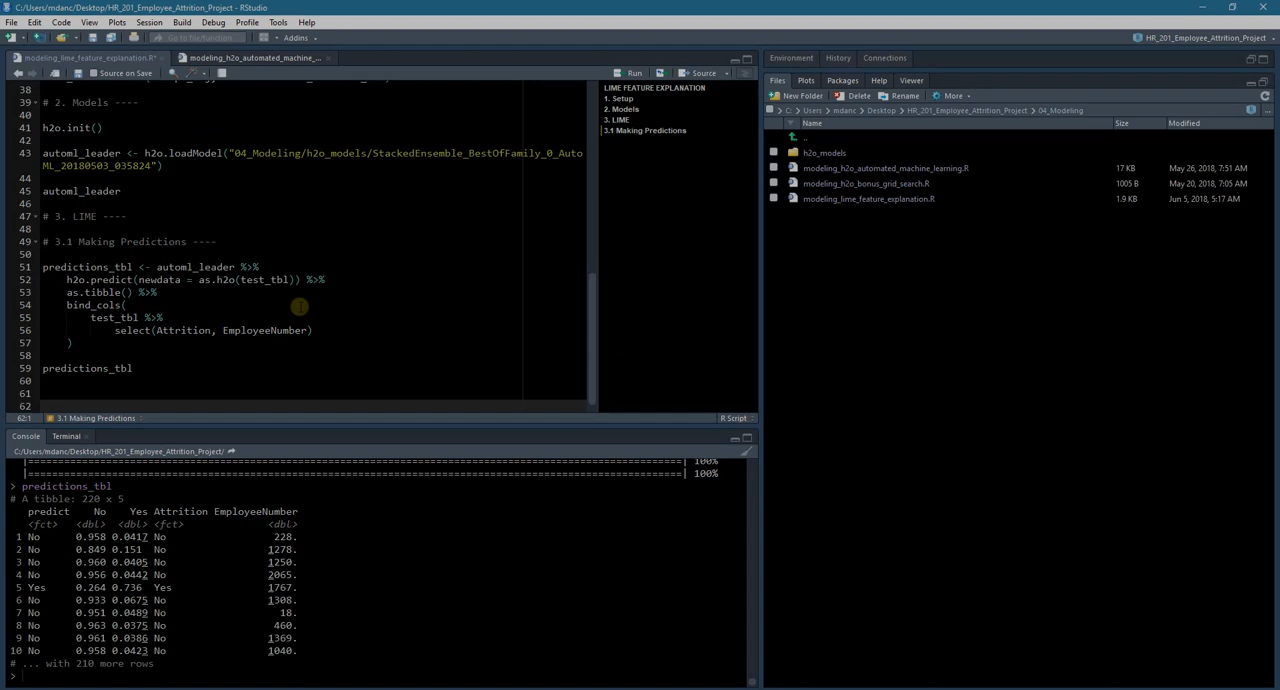 C:/Users/mdanc/Desktop/HR_201_Employee_Attrition_Project - RStudio
File Edit Code View Plots Session Build Debug Profile Tools Help
Go to file/function Addins HR_201_Employee_Attrition_Project
modeling_lime_feature_explanation.R* modeling_h2o_automated_machine_...
Source on Save Run Source
38
39 # 2. Models ----
40
41 h2o.init()
42
43 automl_leader <- h2o.loadModel("04_Modeling/h2o_models/StackedEnsemble_BestOfFamily_0_Auto
ML_20180503_035824")
44
45 automl_leader
46
47 # 3. LIME ----
48
49 # 3.1 Making Predictions ----
50
51 predictions_tbl <- automl_leader %>%
52 h2o.predict(newdata = as.h2o(test_tbl)) %>%
53 as.tibble() %>%
54 bind_cols(
55 test_tbl %>%
56 select(Attrition, EmployeeNumber)
57 )
58
59 predictions_tbl
60
61
62
62:1 3.1 Making Predictions R Script
LIME FEATURE EXPLANATION
1. Setup
2. Models
3. LIME
3.1 Making Predictions
Console Terminal
C:/Users/mdanc/Desktop/HR_201_Employee_Attrition_Project/
|======================================================================| 100%
|======================================================================| 100%
> predictions_tbl
# A tibble: 220 x 5
predict No Yes Attrition EmployeeNumber
<fct> <dbl> <dbl> <fct> <dbl>
1 No 0.958 0.0417 No 228.
2 No 0.849 0.151 No 1278.
3 No 0.960 0.0405 No 1250.
4 No 0.956 0.0442 No 2065.
5 Yes 0.264 0.736 Yes 1767.
6 No 0.933 0.0675 No 1308.
7 No 0.951 0.0489 No 18.
8 No 0.963 0.0375 No 460.
9 No 0.961 0.0386 No 1369.
10 No 0.958 0.0423 No 1040.
# ... with 210 more rows
>
Environment History Connections
Files Plots Packages Help Viewer
New Folder Delete Rename More
C: Users mdanc Desktop HR_201_Employee_Attrition_Project 04_Modeling
Name Size Modified
..
h2o_models
modeling_h2o_automated_machine_learning.R 17 KB May 26, 2018, 7:51 AM
modeling_h2o_bonus_grid_search.R 1005 B May 20, 2018, 7:05 AM
modeling_lime_feature_explanation.R 1.9 KB Jun 5, 2018, 5:17 AM